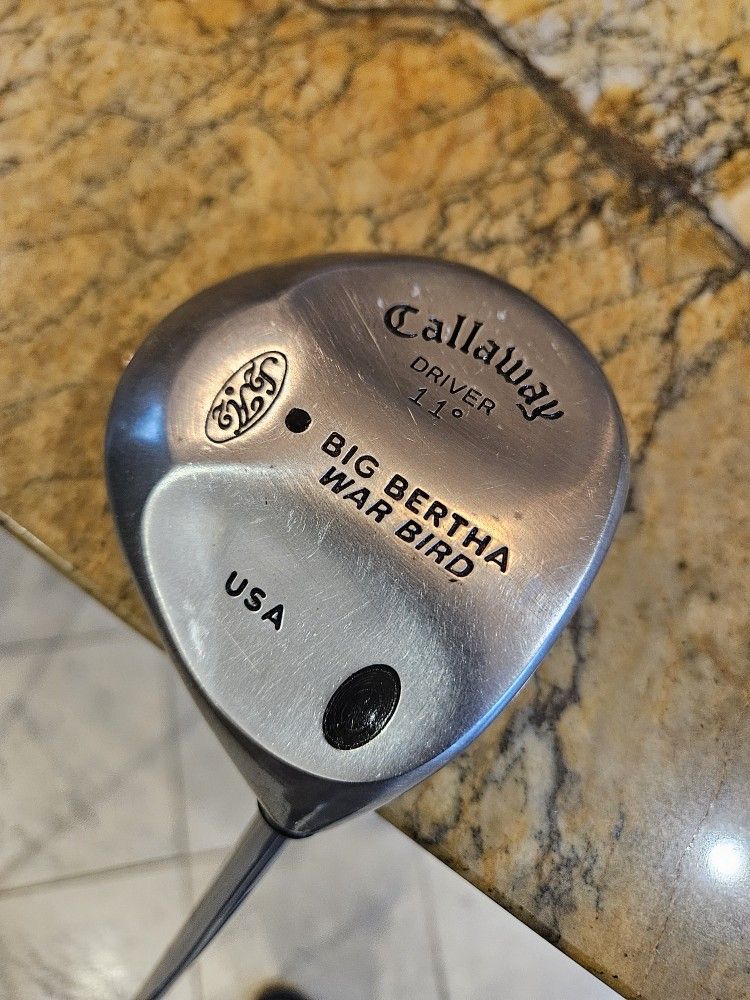 Callaway
DRIVER
11°
BIG BERTHA
WAR BIRD
USA